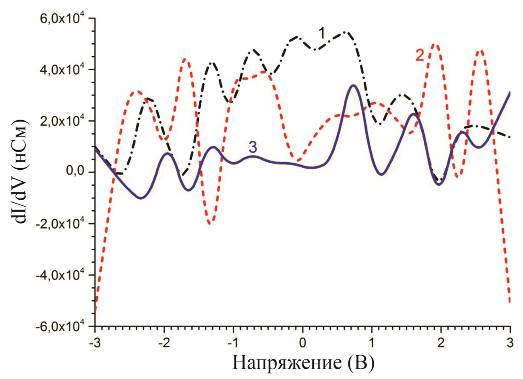 6,0x10⁴
4,0x10⁴
2,0x10⁴
0,0
-2,0x10⁴
-4,0x10⁴
-6,0x10⁴
dI/dV (нСм)
1
2
3
-3 -2 -1 0 1 2 3
Напряжение (В)